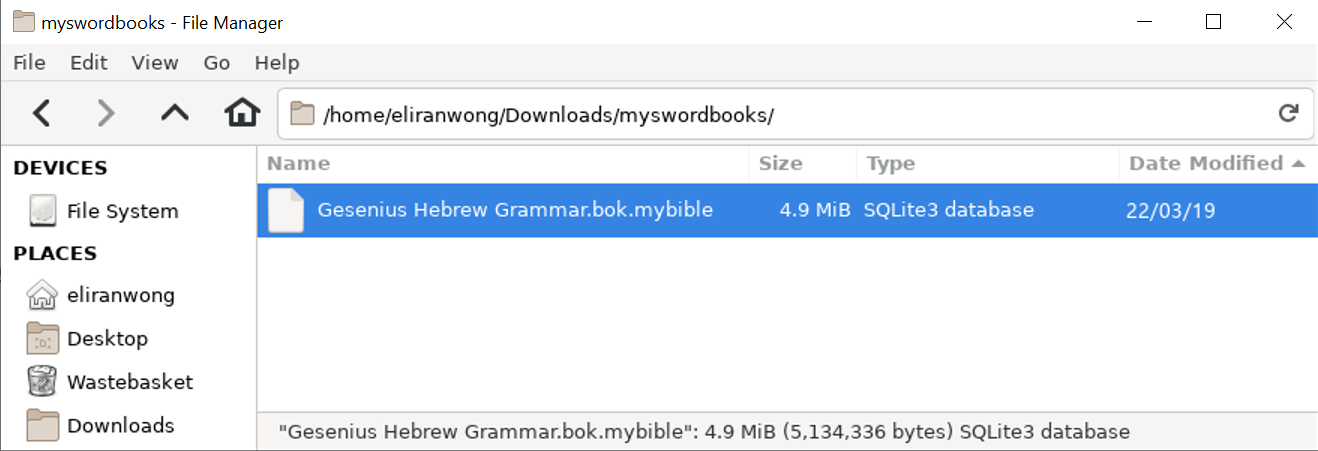 myswordbooks - File Manager
File Edit View Go Help
/home/eliranwong/Downloads/myswordbooks/
DEVICES
File System
PLACES
eliranwong
Desktop
Wastebasket
Downloads
Name Size Type Date Modified
Gesenius Hebrew Grammar.bok.mybible 4.9 MiB SQLite3 database 22/03/19
"Gesenius Hebrew Grammar.bok.mybible": 4.9 MiB (5,134,336 bytes) SQLite3 database